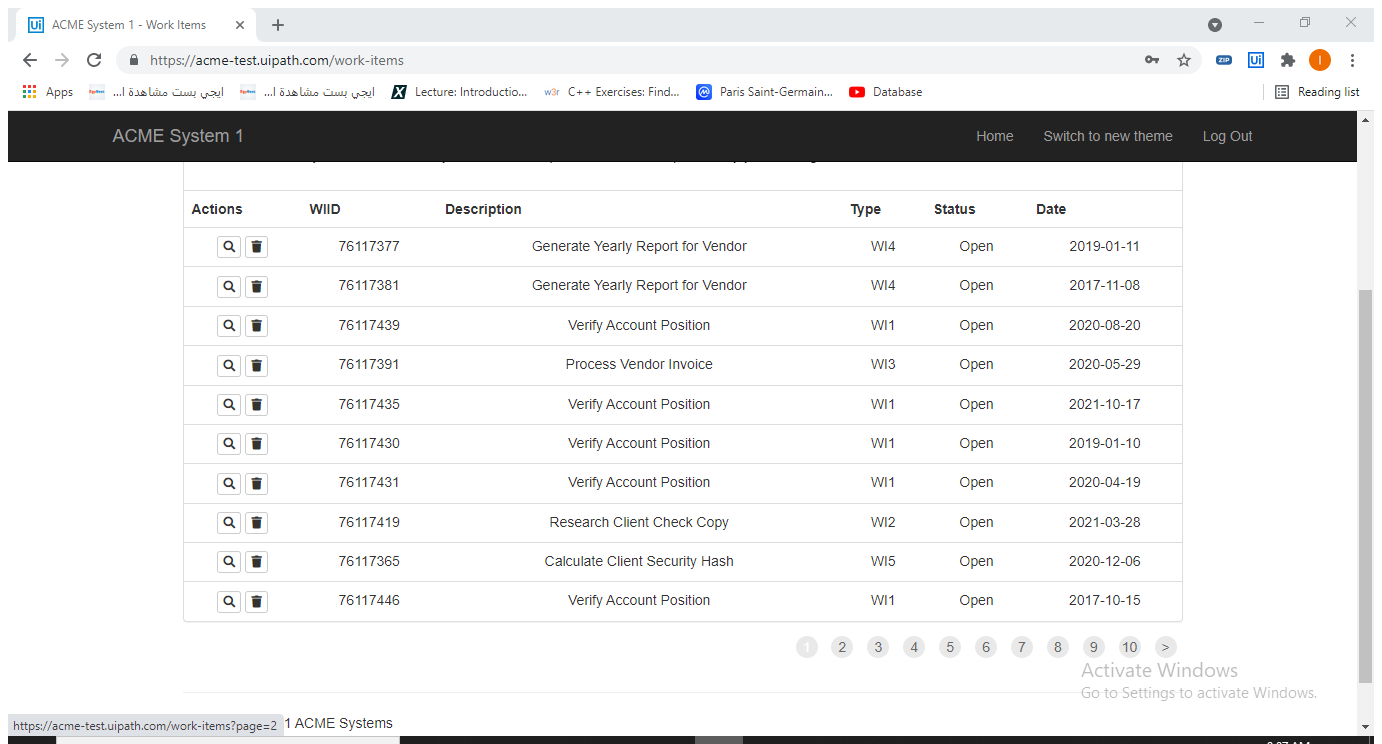 ACME System 1 - Work Items
https://acme-test.uipath.com/work-items
ZIP Ui I
Apps ايجي بست مشاهدة ا... ايجي بست مشاهدة ا... Lecture: Introductio... w3r C++ Exercises: Find... Paris Saint-Germain... Database Reading list
ACME System 1 Home Switch to new theme Log Out
Actions WIID Description Type Status Date
76117377 Generate Yearly Report for Vendor WI4 Open 2019-01-11
76117381 Generate Yearly Report for Vendor WI4 Open 2017-11-08
76117439 Verify Account Position WI1 Open 2020-08-20
76117391 Process Vendor Invoice WI3 Open 2020-05-29
76117435 Verify Account Position WI1 Open 2021-10-17
76117430 Verify Account Position WI1 Open 2019-01-10
76117431 Verify Account Position WI1 Open 2020-04-19
76117419 Research Client Check Copy WI2 Open 2021-03-28
76117365 Calculate Client Security Hash WI5 Open 2020-12-06
76117446 Verify Account Position WI1 Open 2017-10-15
1 2 3 4 5 6 7 8 9 10 >
Activate Windows
Go to Settings to activate Windows.
https://acme-test.uipath.com/work-items?page=2 1 ACME Systems